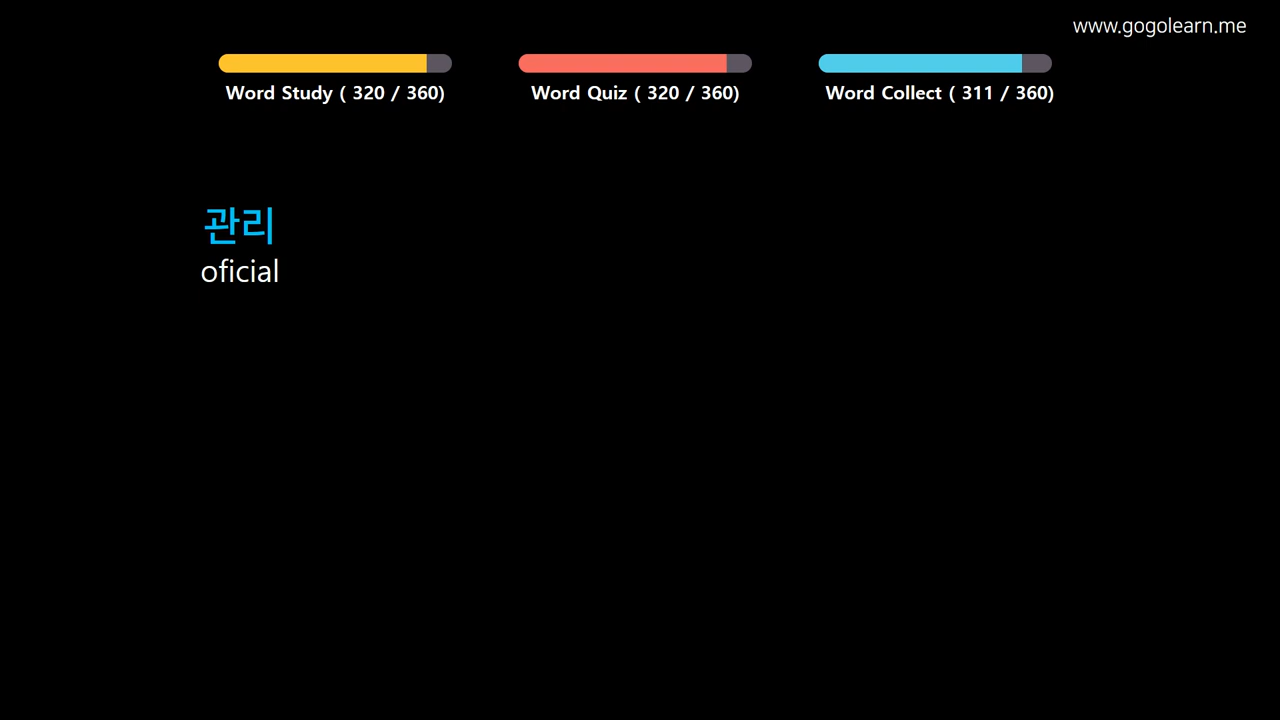 www.gogolearn.me
Word Study ( 320 / 360)
Word Quiz ( 320 / 360)
Word Collect ( 311 / 360)
관리
oficial